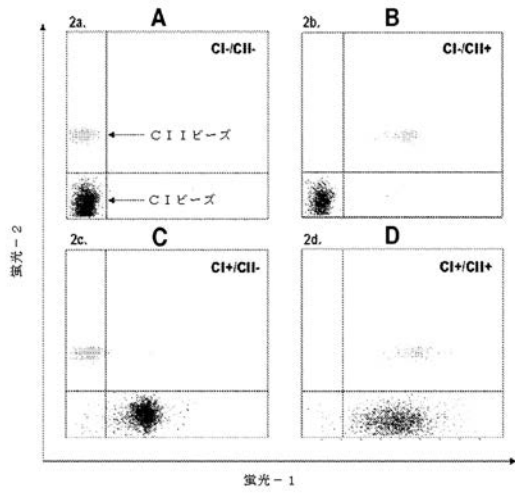 2a. A CI-/CII-
2b. B CI-/CII+
CIIビーズ
CIビーズ
2c. C CI+/CII-
2d. D CI+/CII+
蛍光-2
蛍光-1